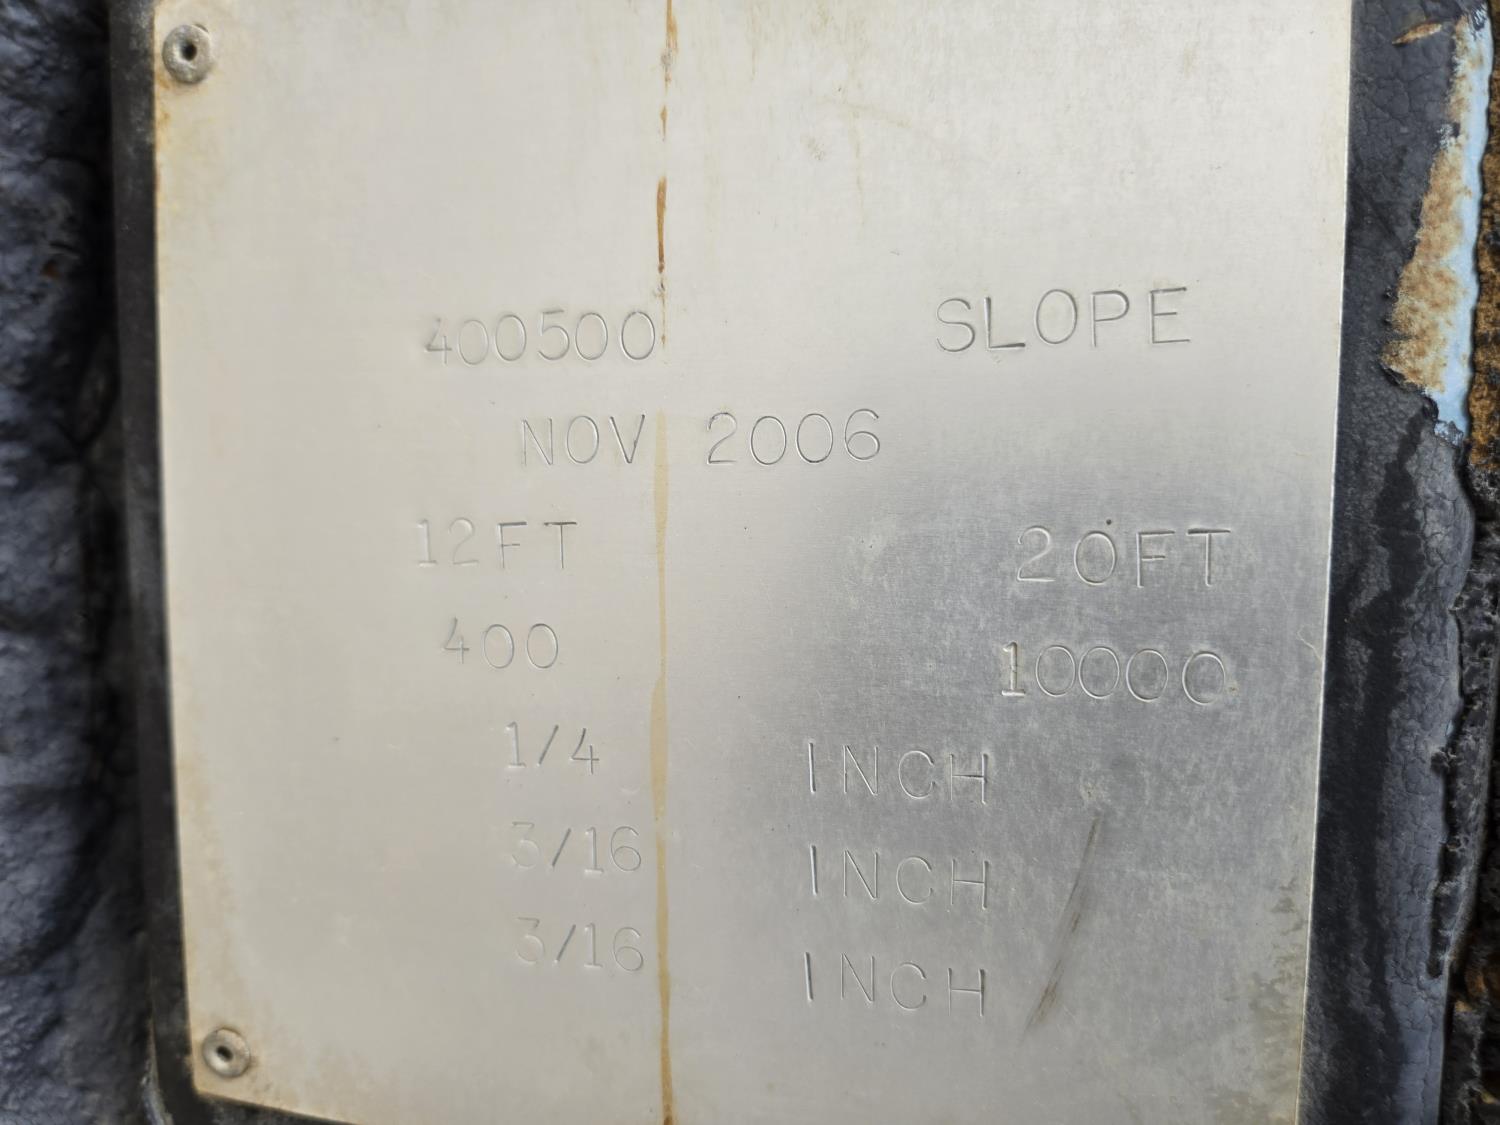 400500 SLOPE
NOV 2006
12FT 20FT
400 10000
1/4 INCH
3/16 INCH
3/16 INCH